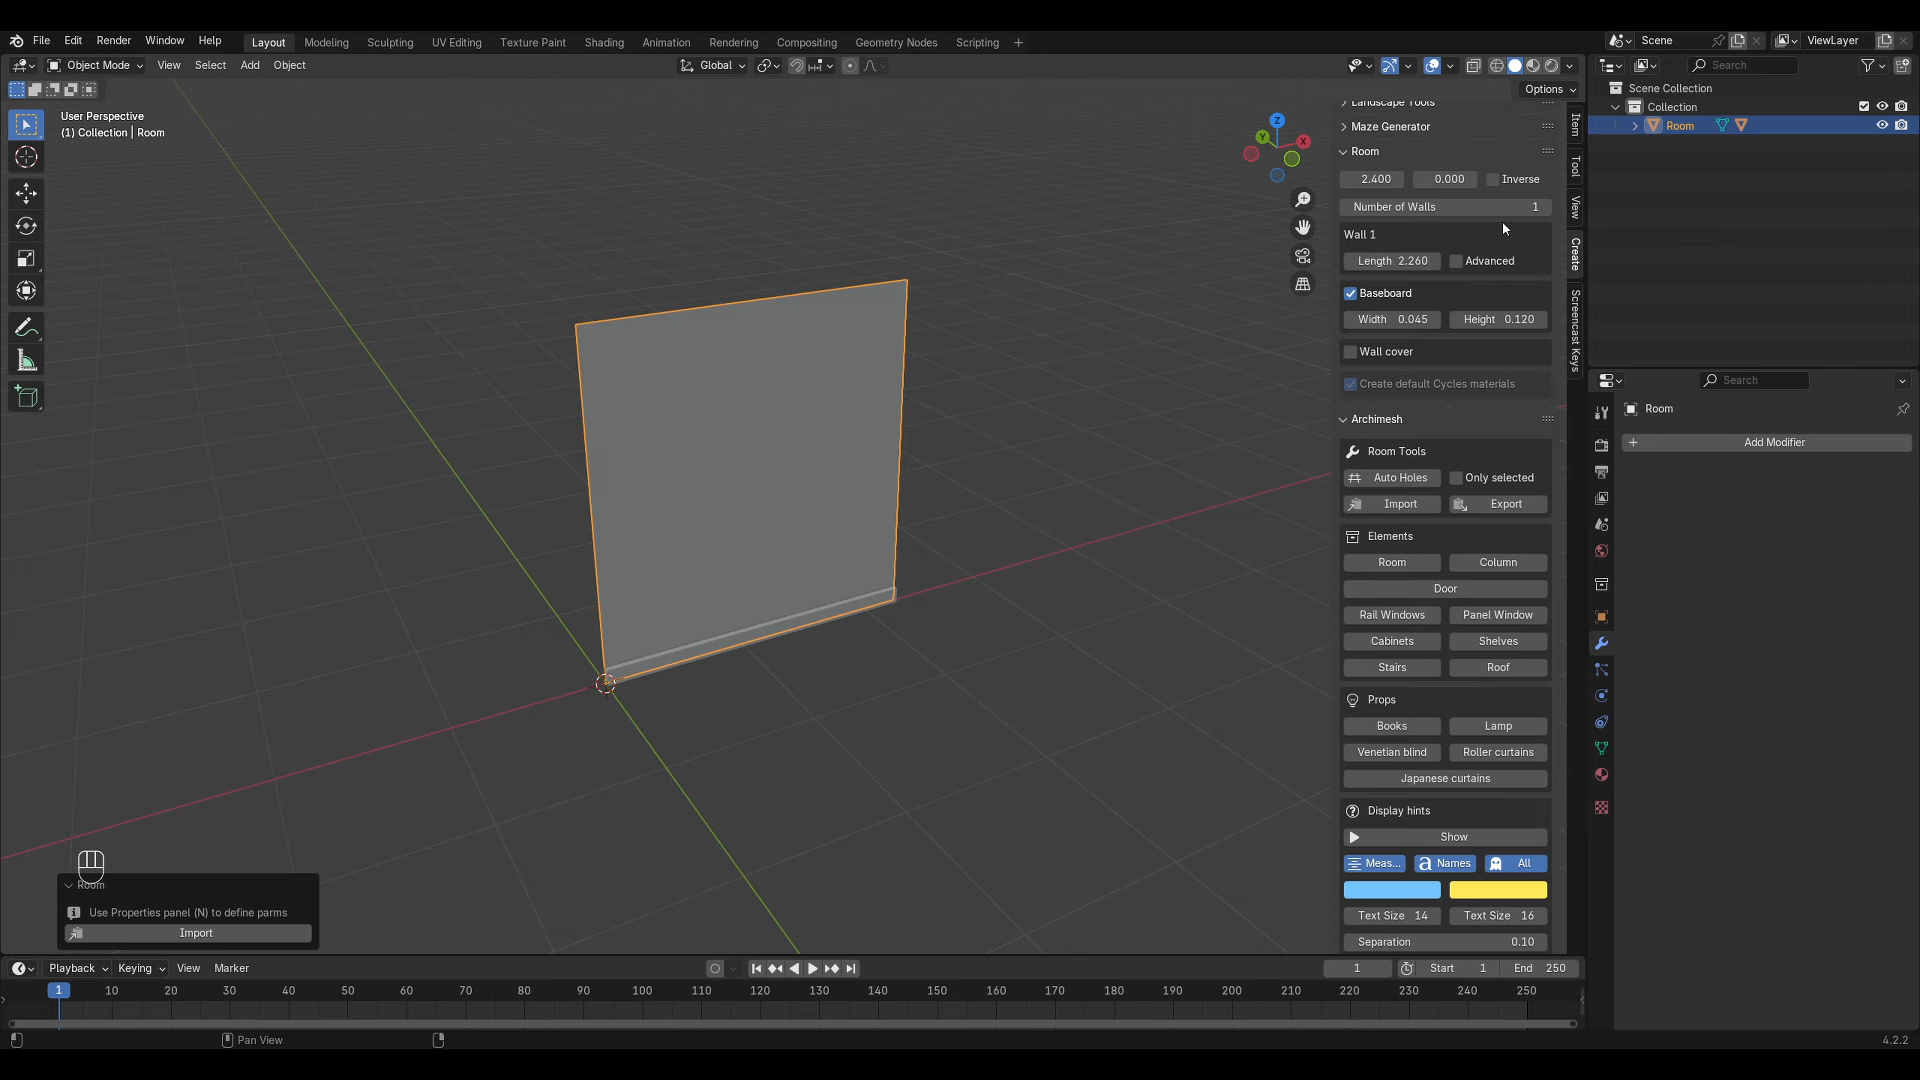 File Edit Render Window Help Layout Modeling Sculpting UV Editing Texture Paint Shading Animation Rendering Compositing Geometry Nodes Scripting + Scene ViewLayer
Object Mode View Select Add Object Global Search
Options
User Perspective
(1) Collection | Room
Z
Y
X
Landscape Tools
Maze Generator
Room
2.400 0.000 Inverse
Number of Walls 1
Wall 1
Length 2.260 Advanced
Baseboard
Width 0.045 Height 0.120
Wall cover
Create default Cycles materials
Archimesh
Room Tools
Auto Holes Only selected
Import Export
Elements
Room Column
Door
Rail Windows Panel Window
Cabinets Shelves
Stairs Roof
Props
Books Lamp
Venetian blind Roller curtains
Japanese curtains
Display hints
Show
Meas... Names All
Text Size 14 Text Size 16
Separation 0.10
Item
Tool
View
Create
Screencast Keys
Scene Collection
Collection
Room
Search
Room
Add Modifier
Room
Use Properties panel (N) to define parms
Import
Playback Keying View Marker 1 Start 1 End 250
1 10 20 30 40 50 60 70 80 90 100 110 120 130 140 150 160 170 180 190 200 210 220 230 240 250
Pan View 4.2.2